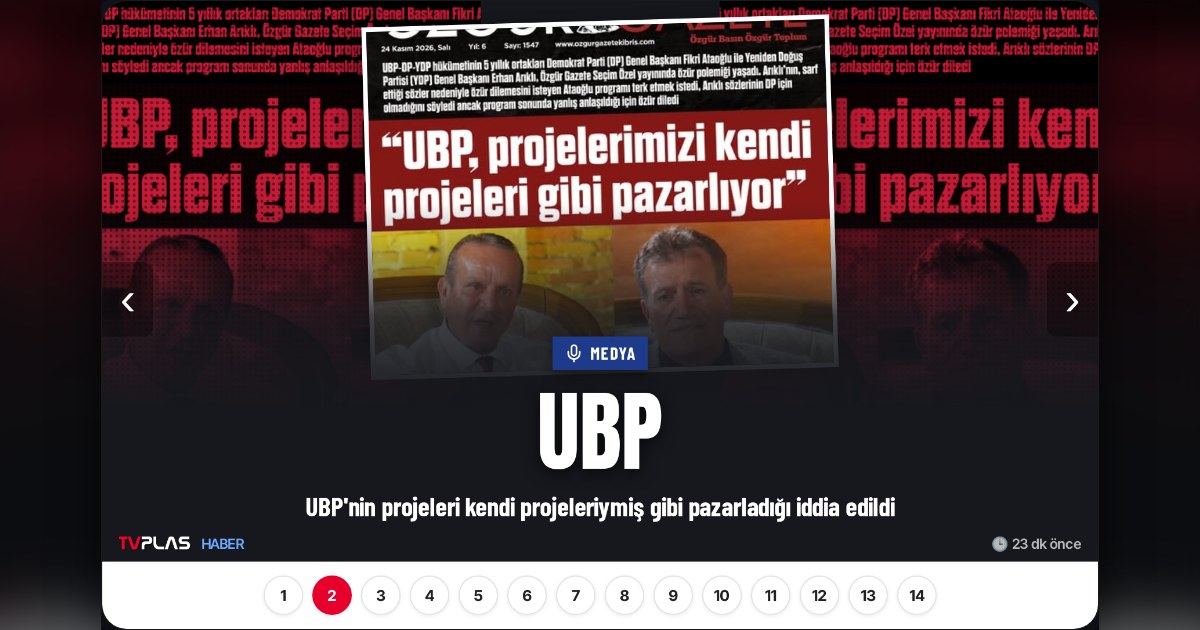 ÖZGÜR GAZETE
Özgür Basın Özgür Toplum
24 Kasım 2026, Salı Yıl: 6 Sayı: 1547 www.ozgurgazetekibris.com
UBP-DP-YDP hükümetinin 5 yıllık ortakları Demokrat Parti (DP) Genel Başkanı Fikri Ataoğlu ile Yeniden Doğuş
Partisi (YDP) Genel Başkanı Erhan Arıklı, Özgür Gazete Seçim Özel yayınında özür polemiği yaşadı. Arıklı'nın, sarf
ettiği sözler nedeniyle özür dilemesini isteyen Ataoğlu programı terk etmek istedi, Arıklı sözlerinin DP için
olmadığını söyledi ancak program sonunda yanlış anlaşıldığı için özür diledi
“UBP, projelerimizi kendi
projeleri gibi pazarlıyor”
‹
›
MEDYA
UBP
UBP'nin projeleri kendi projeleriymiş gibi pazarladığı iddia edildi
TVPLAS HABER
23 dk önce
1 2 3 4 5 6 7 8 9 10 11 12 13 14